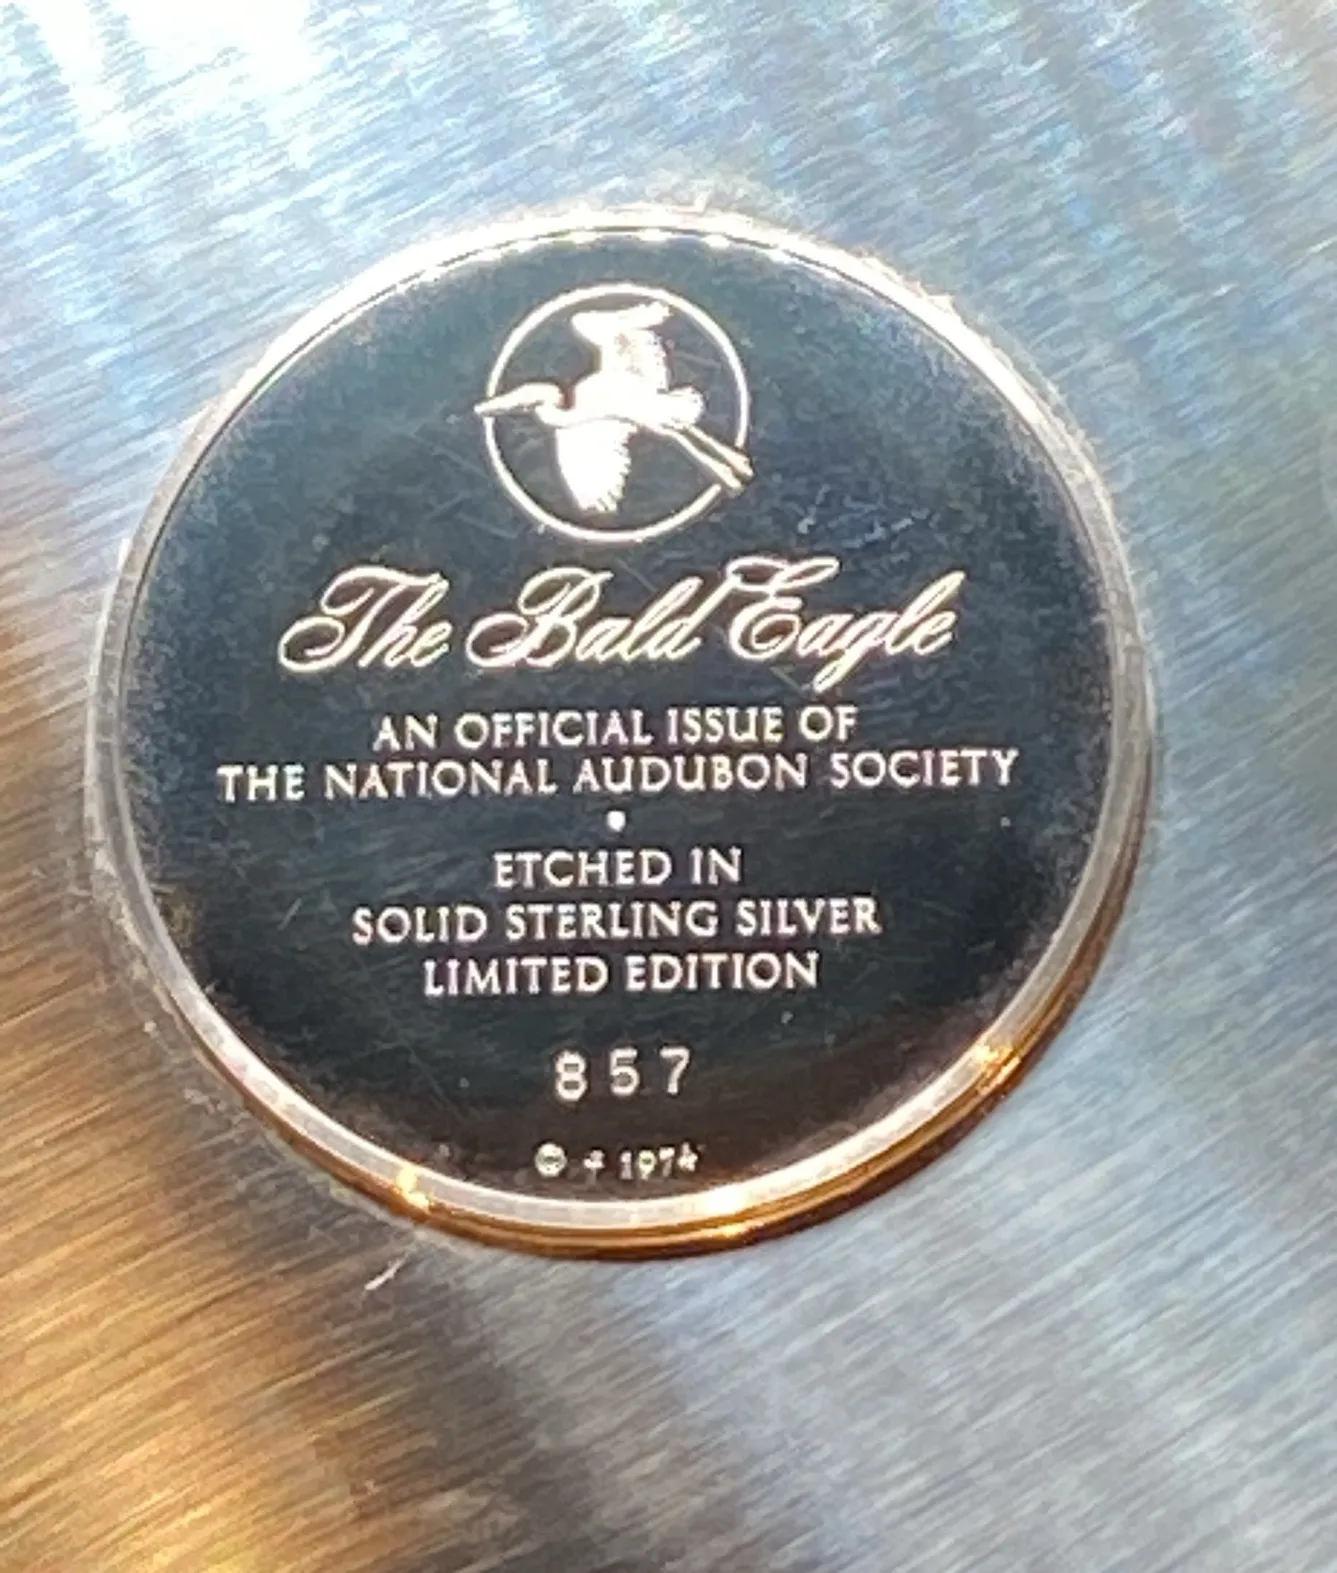 The Bald Eagle
AN OFFICIAL ISSUE OF
THE NATIONAL AUDUBON SOCIETY
•
ETCHED IN
SOLID STERLING SILVER
LIMITED EDITION
857
1974